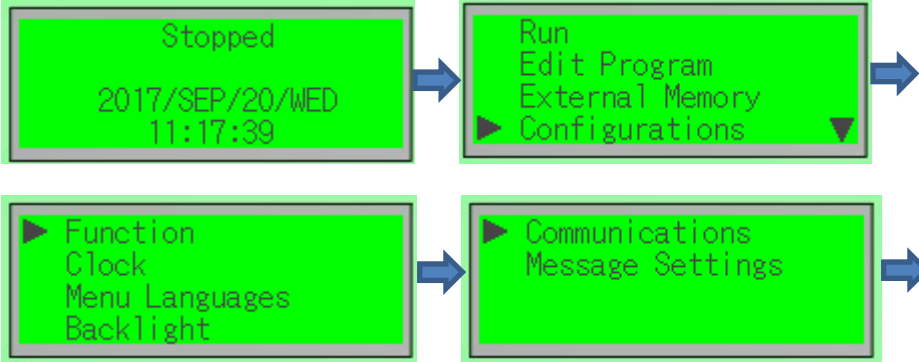 Stopped
2017/SEP/20/WED
11:17:39
Run
Edit Program
External Memory
Configurations
Function
Clock
Menu Languages
Backlight
Communications
Message Settings